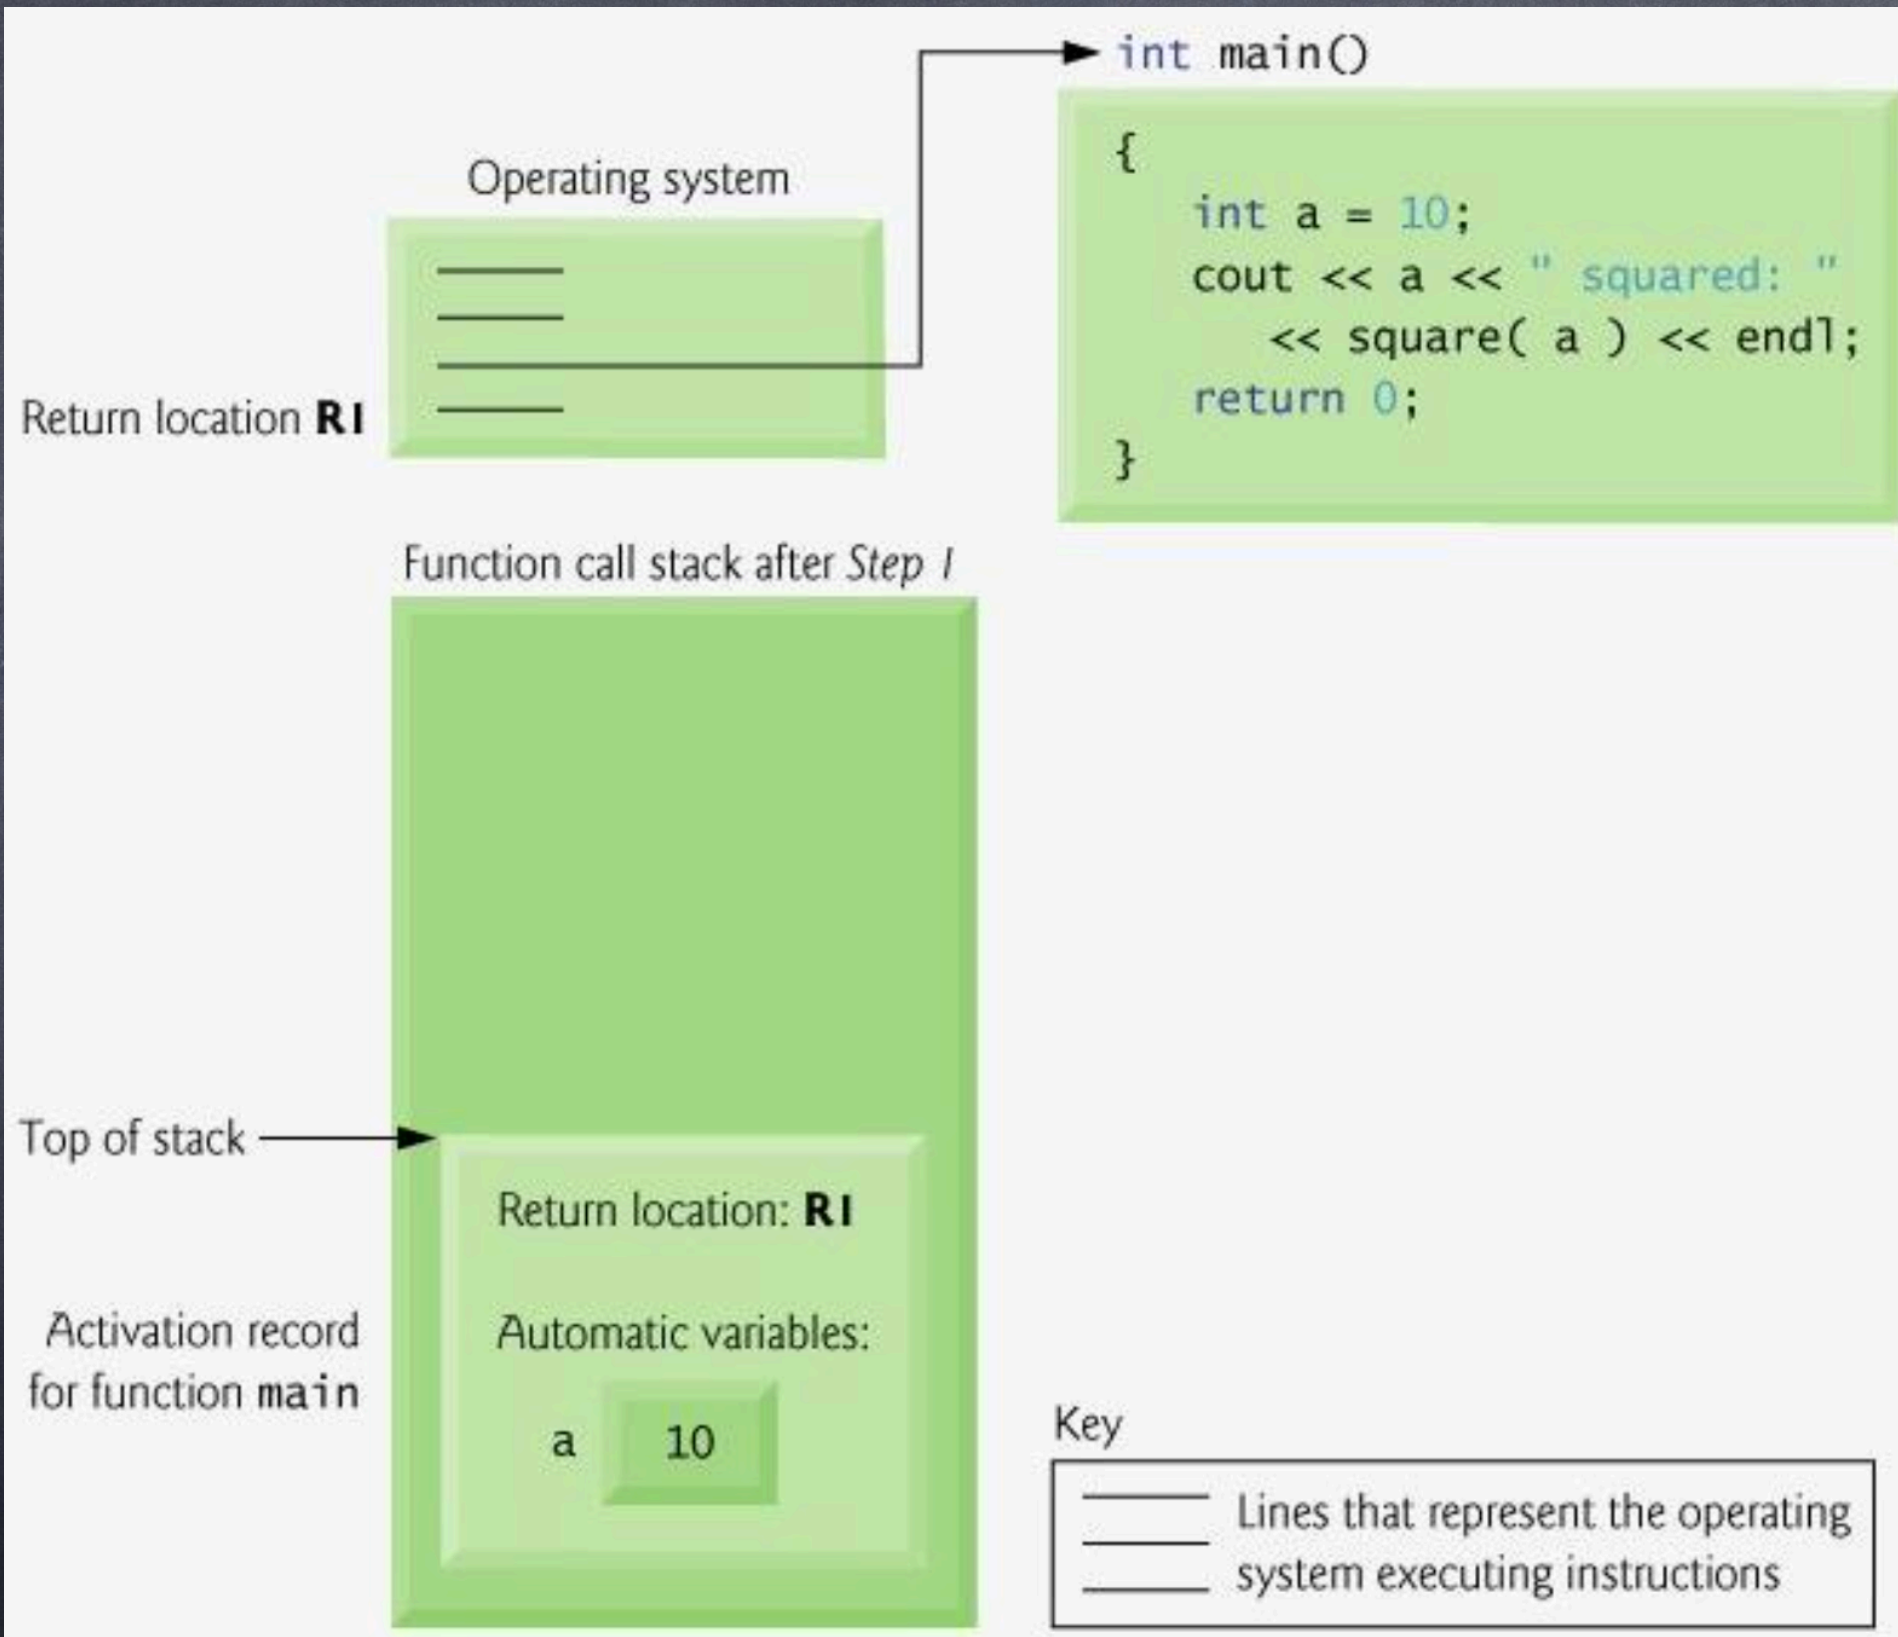 int main()
{
int a = 10;
cout << a << " squared: "
<< square( a ) << endl;
return 0;
}
Operating system
Return location R1
Function call stack after Step 1
Top of stack
Return location: R1
Activation record
for function main
Automatic variables:
a 10
Key
Lines that represent the operating
system executing instructions